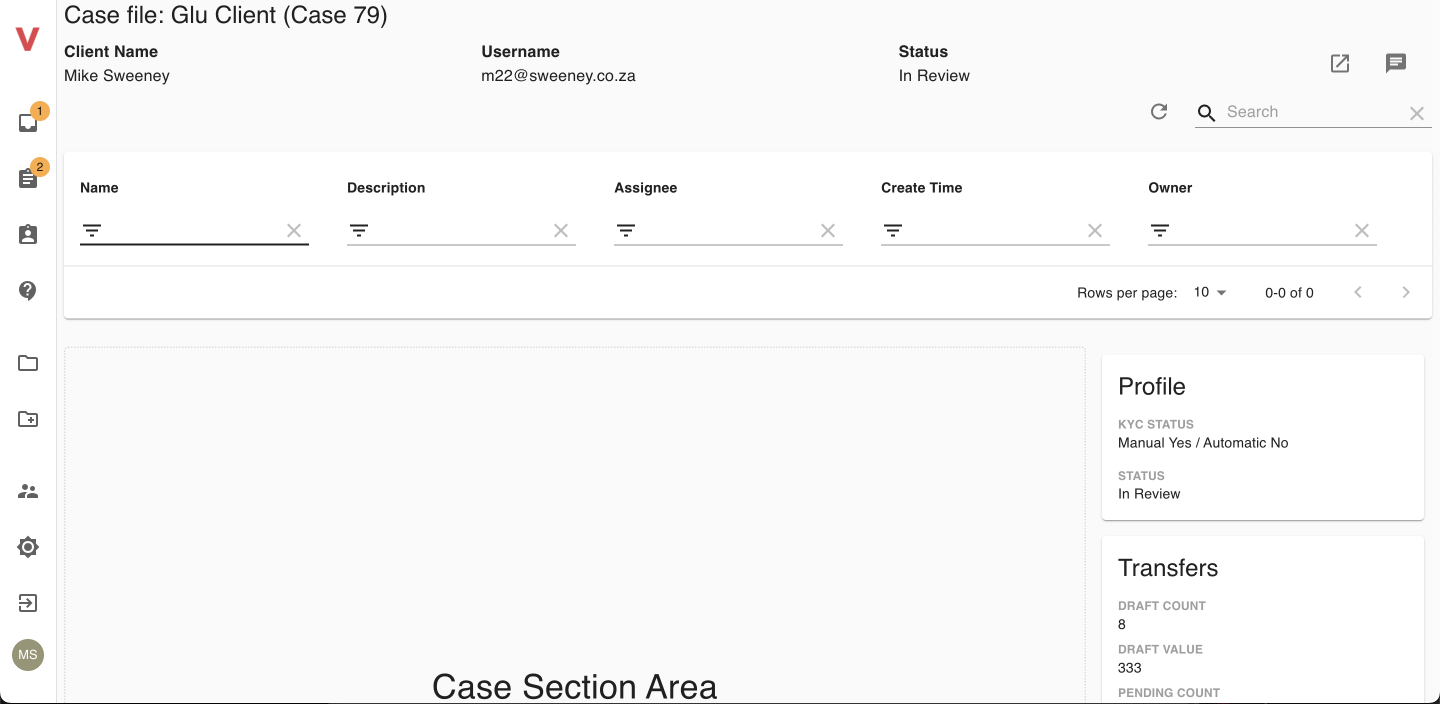 Case file: Glu Client (Case 79)
Client Name
Mike Sweeney
Username
m22@sweeney.co.za
Status
In Review
Search
1
2
Name
Description
Assignee
Create Time
Owner
Rows per page: 10
0-0 of 0
Case Section Area
Profile
KYC STATUS
Manual Yes / Automatic No
STATUS
In Review
Transfers
DRAFT COUNT
8
DRAFT VALUE
333
PENDING COUNT
MS